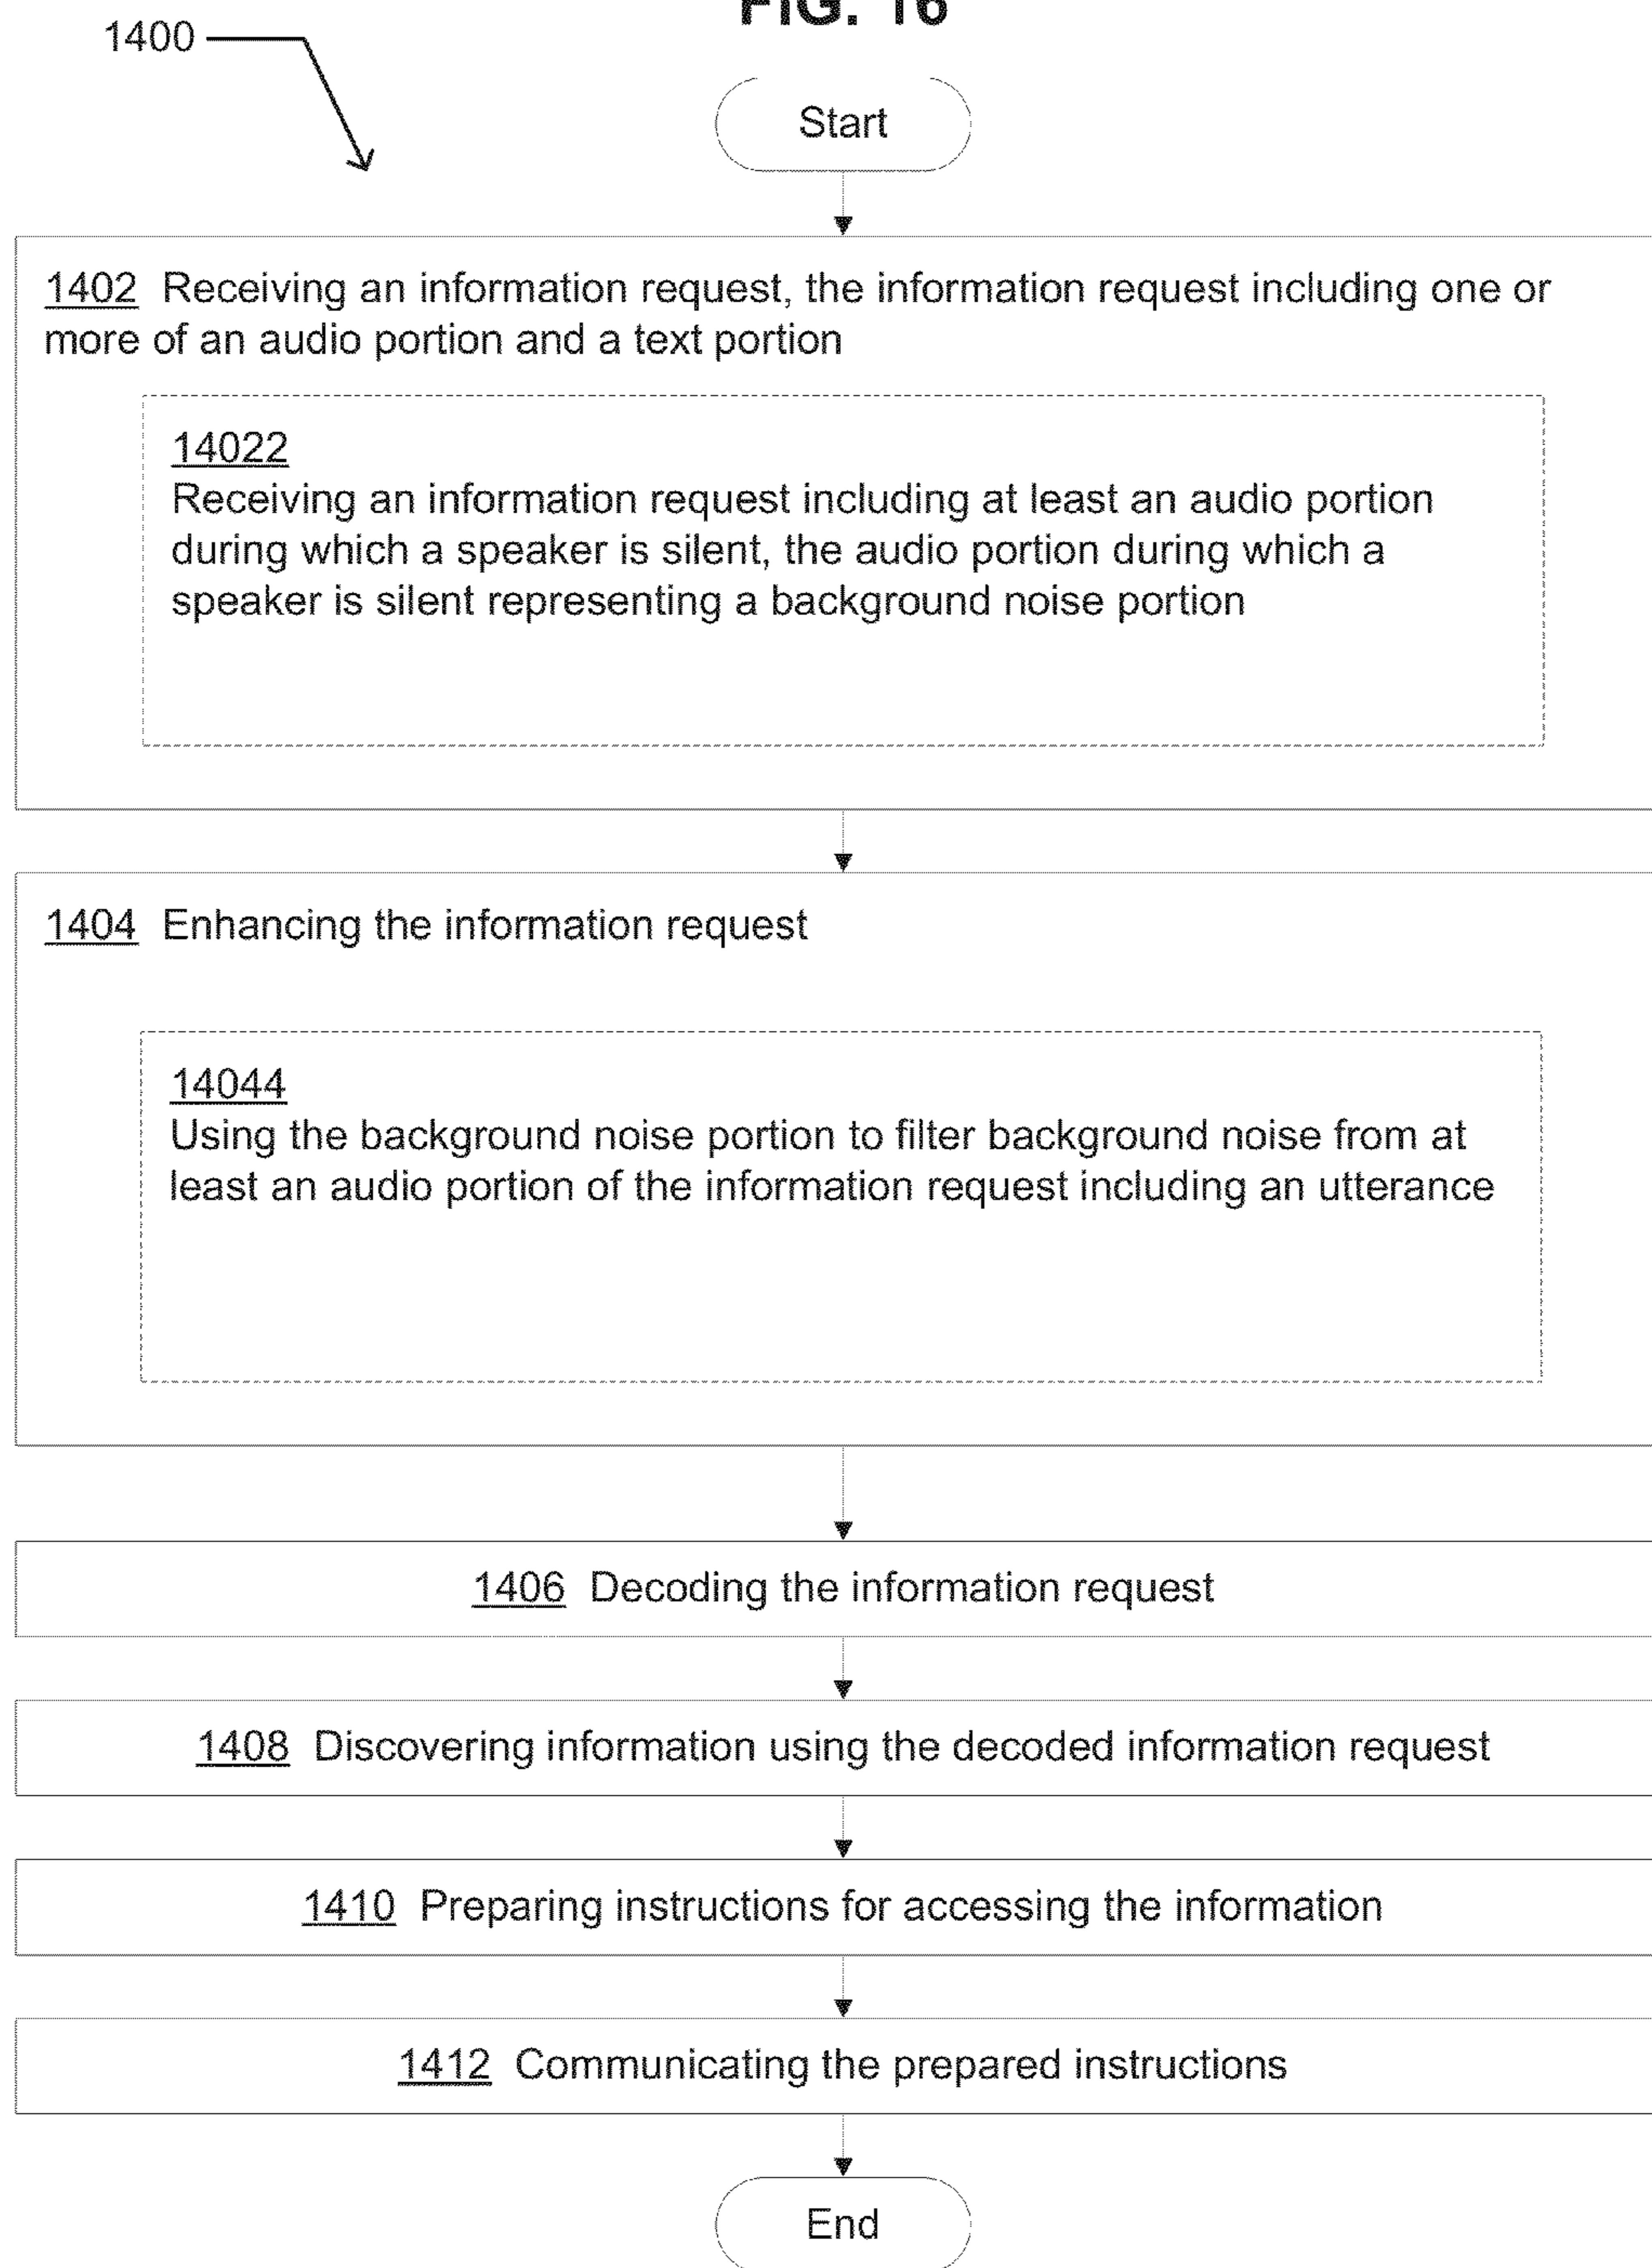 FIG. 16
1400
Start
1402 Receiving an information request, the information request including one or
more of an audio portion and a text portion
14022
Receiving an information request including at least an audio portion
during which a speaker is silent, the audio portion during which a
speaker is silent representing a background noise portion
1404 Enhancing the information request
14044
Using the background noise portion to filter background noise from at
least an audio portion of the information request including an utterance
1406 Decoding the information request
1408 Discovering information using the decoded information request
1410 Preparing instructions for accessing the information
1412 Communicating the prepared instructions
End